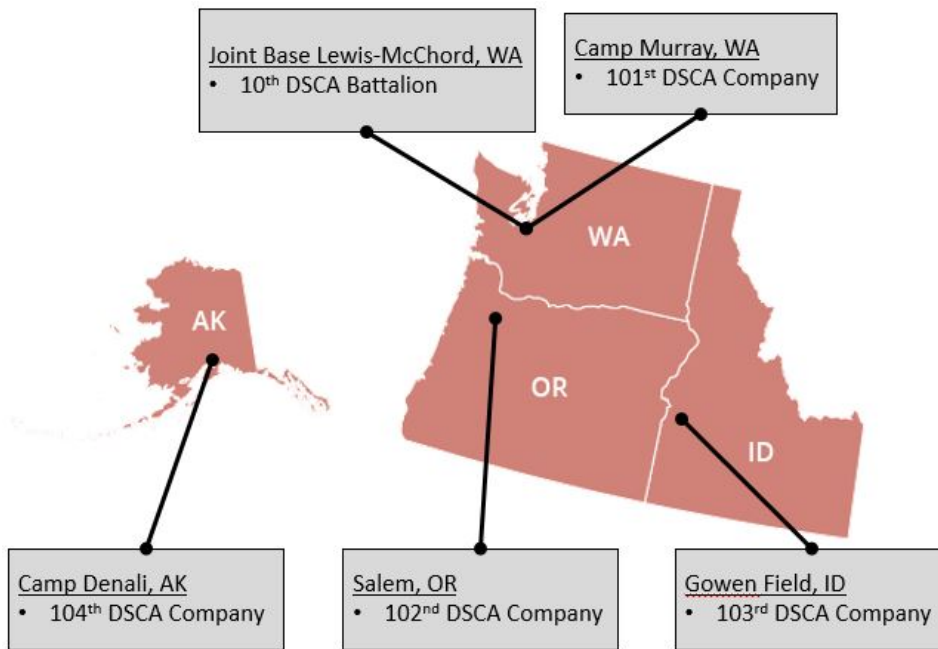 Joint Base Lewis-McChord, WA
• 10th DSCA Battalion
Camp Murray, WA
• 101st DSCA Company
WA
AK
OR
ID
Camp Denali, AK
• 104th DSCA Company
Salem, OR
• 102nd DSCA Company
Gowen Field, ID
• 103rd DSCA Company